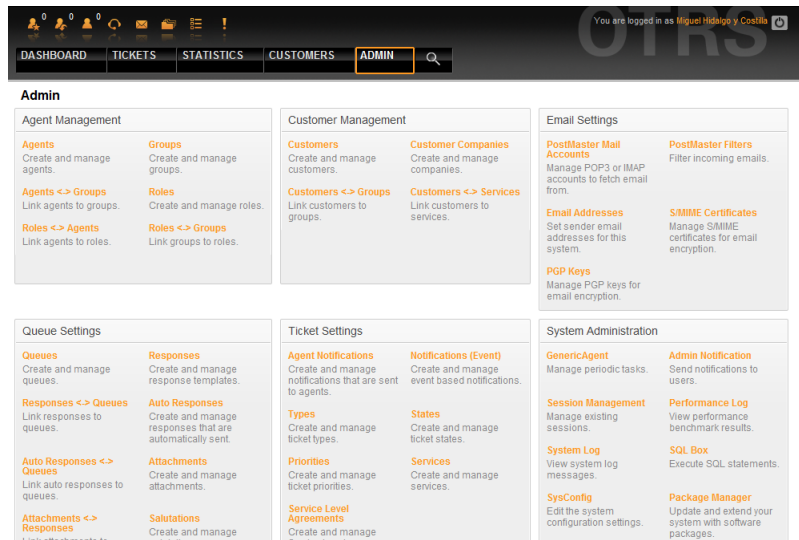 0 0 0
You are logged in as Miguel Hidalgo y Costilla
OTRS
DASHBOARD TICKETS STATISTICS CUSTOMERS ADMIN
Admin
Agent Management
Agents
Create and manage
agents.
Groups
Create and manage
groups.
Agents <-> Groups
Link agents to groups.
Roles
Create and manage roles.
Roles <-> Agents
Link agents to roles.
Roles <-> Groups
Link groups to roles.
Customer Management
Customers
Create and manage
customers.
Customer Companies
Create and manage
companies.
Customers <-> Groups
Link customers to
groups.
Customers <-> Services
Link customers to
services.
Email Settings
PostMaster Mail
Accounts
Manage POP3 or IMAP
accounts to fetch email
from.
PostMaster Filters
Filter incoming emails.
Email Addresses
Set sender email
addresses for this
system.
S/MIME Certificates
Manage S/MIME
certificates for email
encryption.
PGP Keys
Manage PGP keys for
email encryption.
Queue Settings
Queues
Create and manage
queues.
Responses
Create and manage
response templates.
Responses <-> Queues
Link responses to
queues.
Auto Responses
Create and manage
responses that are
automatically sent.
Auto Responses <->
Queues
Link auto responses to
queues.
Attachments
Create and manage
attachments.
Attachments <->
Responses
Link attachments to
Salutations
Create and manage
Ticket Settings
Agent Notifications
Create and manage
notifications that are sent
to agents.
Notifications (Event)
Create and manage
event based notifications.
Types
Create and manage
ticket types.
States
Create and manage
ticket states.
Priorities
Create and manage
ticket priorities.
Services
Create and manage
services.
Service Level
Agreements
Create and manage
System Administration
GenericAgent
Manage periodic tasks.
Admin Notification
Send notifications to
users.
Session Management
Manage existing
sessions.
Performance Log
View performance
benchmark results.
System Log
View system log
messages.
SQL Box
Execute SQL statements.
SysConfig
Edit the system
configuration settings.
Package Manager
Update and extend your
system with software
packages.